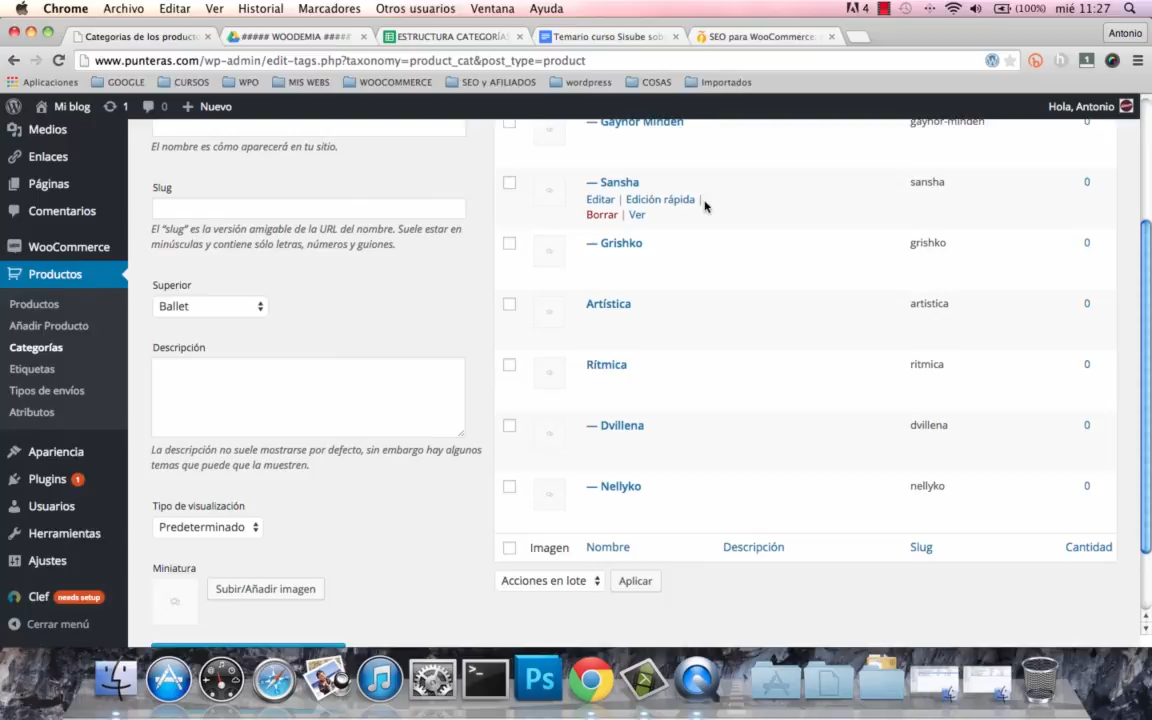 Chrome Archivo Editar Ver Historial Marcadores Otros usuarios Ventana Ayuda 4 (100%) mié 11:27
Categorias de los product ##### WOODEMIA ##### ESTRUCTURA CATEGORÍA Temario curso Sisube sob SEO para WooCommerce: Antonio
www.punteras.com/wp-admin/edit-tags.php?taxonomy=product_cat&post_type=product
Aplicaciones GOOGLE CURSOS WPO MIS WEBS WOOCOMMERCE SEO y AFILIADOS wordpress COSAS Importados
Mi blog 1 0 + Nuevo Hola, Antonio
Medios
Enlaces
Páginas
Comentarios
WooCommerce
Productos
Productos
Añadir Producto
Categorías
Etiquetas
Tipos de envíos
Atributos
Apariencia
Plugins 1
Usuarios
Herramientas
Ajustes
Clef needs setup
Cerrar menú
El nombre es cómo aparecerá en tu sitio.
Slug
El “slug” es la versión amigable de la URL del nombre. Suele estar en
minúsculas y contiene sólo letras, números y guiones.
Superior
Ballet
Descripción
La descripción no suele mostrarse por defecto, sin embargo hay algunos
temas que puede que la muestren.
Tipo de visualización
Predeterminado
Miniatura
Subir/Añadir imagen
— Gaynor Minden gaynor-minden 0
— Sansha sansha 0
Editar | Edición rápida |
Borrar | Ver
— Grishko grishko 0
Artística artistica 0
Rítmica ritmica 0
— Dvillena dvillena 0
— Nellyko nellyko 0
Imagen Nombre Descripción Slug Cantidad
Acciones en lote Aplicar
Ps